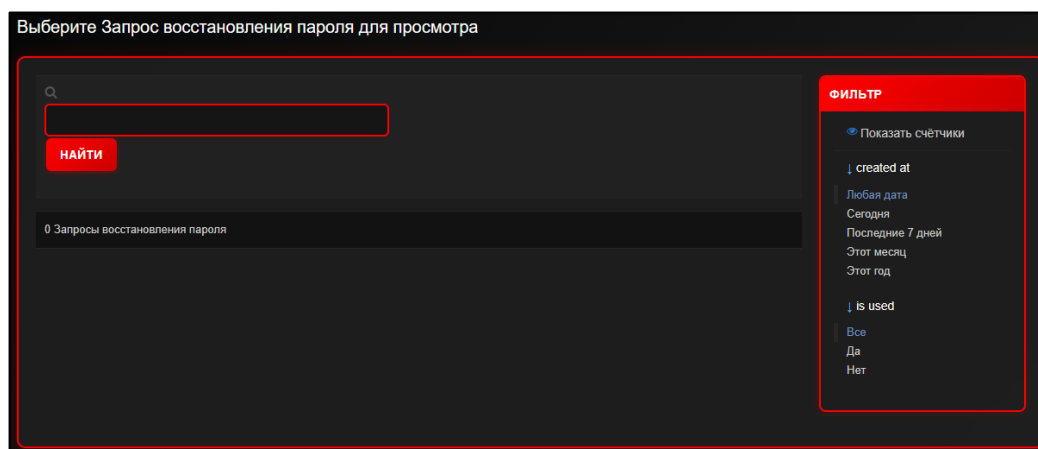 Выберите Запрос восстановления пароля для просмотра
НАЙТИ
0 Запросы восстановления пароля
ФИЛЬТР
Показать счётчики
↓ created at
Любая дата
Сегодня
Последние 7 дней
Этот месяц
Этот год
↓ is used
Все
Да
Нет